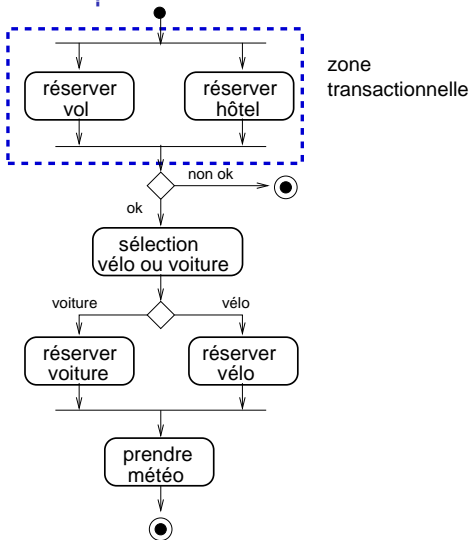 réserver
vol
réserver
hôtel
zone
transactionnelle
non ok
ok
sélection
vélo ou voiture
voiture
vélo
réserver
voiture
réserver
vélo
prendre
météo